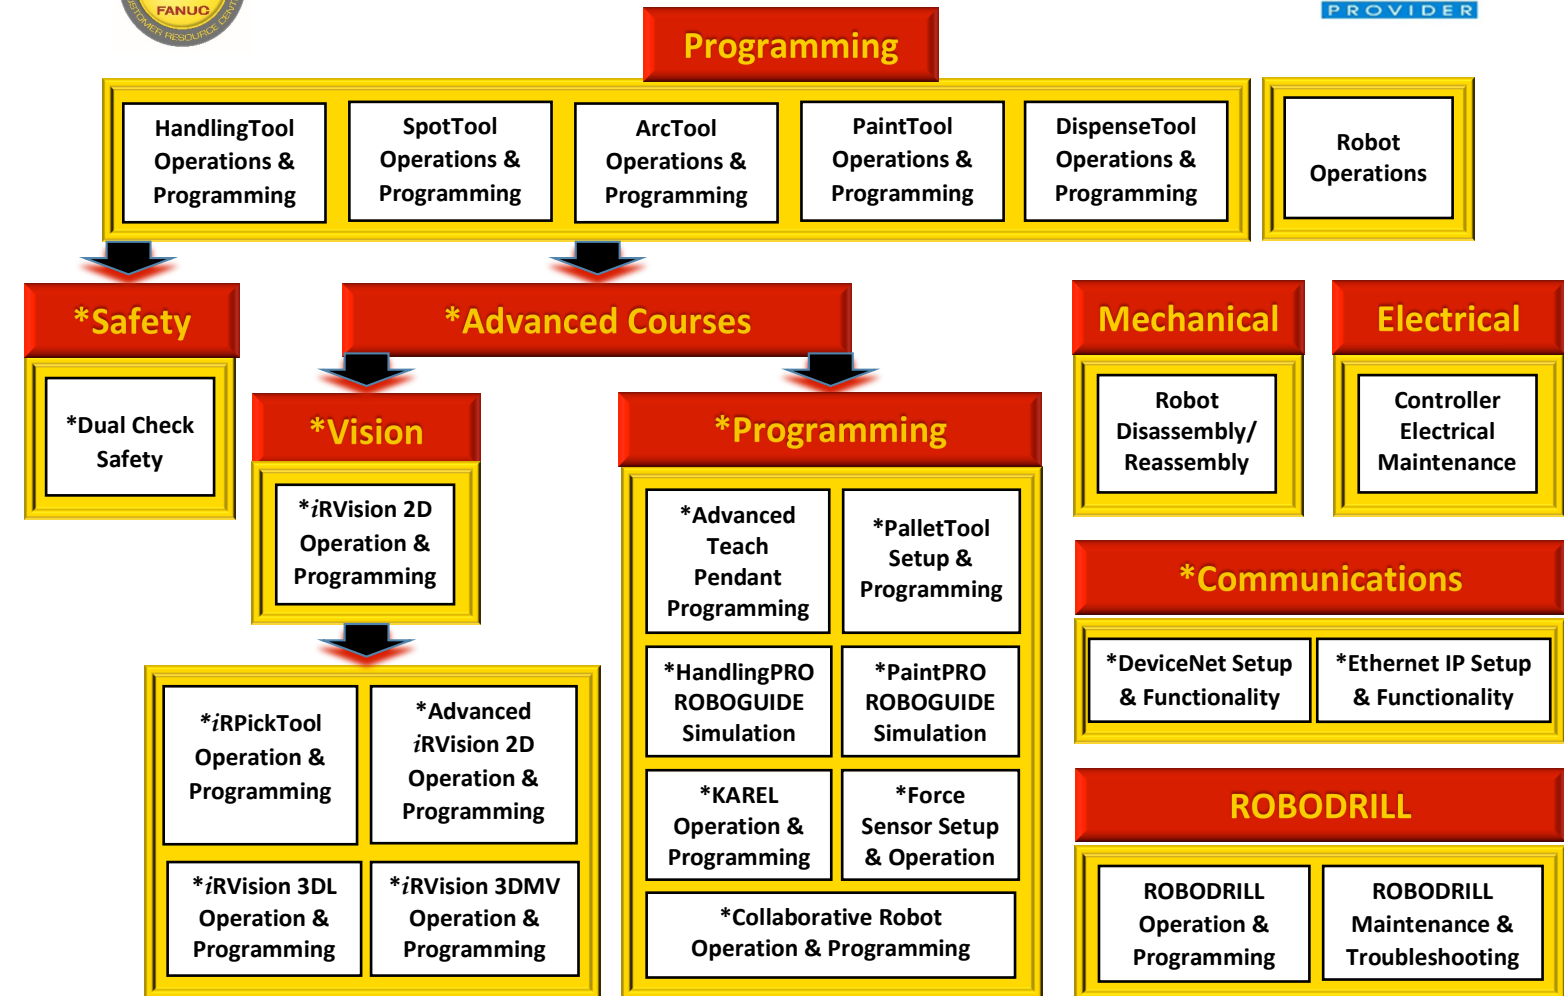 FANUC
CUSTOMER RESOURCE CENTER
PROVIDER
Programming
HandlingTool
Operations &
Programming
SpotTool
Operations &
Programming
ArcTool
Operations &
Programming
PaintTool
Operations &
Programming
DispenseTool
Operations &
Programming
Robot
Operations
*Safety
*Dual Check
Safety
*Advanced Courses
*Vision
*iRVision 2D
Operation &
Programming
*iRPickTool
Operation &
Programming
*Advanced
iRVision 2D
Operation &
Programming
*iRVision 3DL
Operation &
Programming
*iRVision 3DMV
Operation &
Programming
*Programming
*Advanced
Teach
Pendant
Programming
*PalletTool
Setup &
Programming
*HandlingPRO
ROBOGUIDE
Simulation
*PaintPRO
ROBOGUIDE
Simulation
*KAREL
Operation &
Programming
*Force
Sensor Setup
& Operation
*Collaborative Robot
Operation & Programming
Mechanical
Robot
Disassembly/
Reassembly
Electrical
Controller
Electrical
Maintenance
*Communications
*DeviceNet Setup
& Functionality
*Ethernet IP Setup
& Functionality
ROBODRILL
ROBODRILL
Operation &
Programming
ROBODRILL
Maintenance &
Troubleshooting